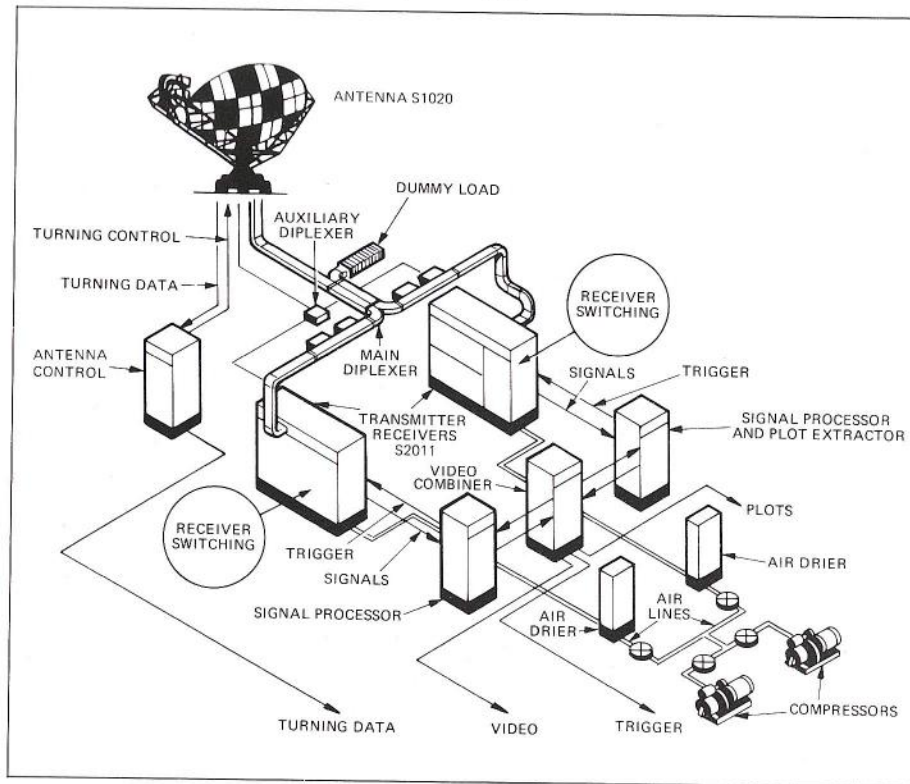 ANTENNA S1020
DUMMY LOAD
AUXILIARY
DIPLEXER
TURNING CONTROL
TURNING DATA
RECEIVER
SWITCHING
ANTENNA
CONTROL
MAIN
DIPLEXER
SIGNALS
TRIGGER
TRANSMITTER
RECEIVERS
S2011
SIGNAL PROCESSOR
AND PLOT EXTRACTOR
VIDEO
COMBINER
RECEIVER
SWITCHING
PLOTS
TRIGGER
SIGNALS
AIR DRIER
SIGNAL PROCESSOR
AIR
DRIER
AIR
LINES
COMPRESSORS
TURNING DATA
VIDEO
TRIGGER